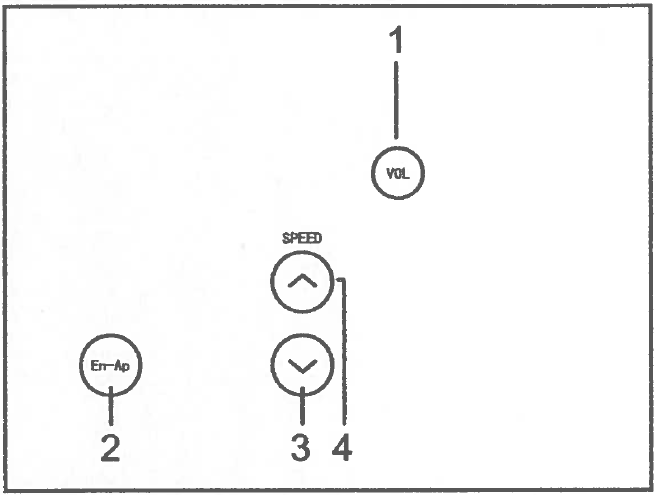 1
VOL
SPEED
En-Ap
2 3 4